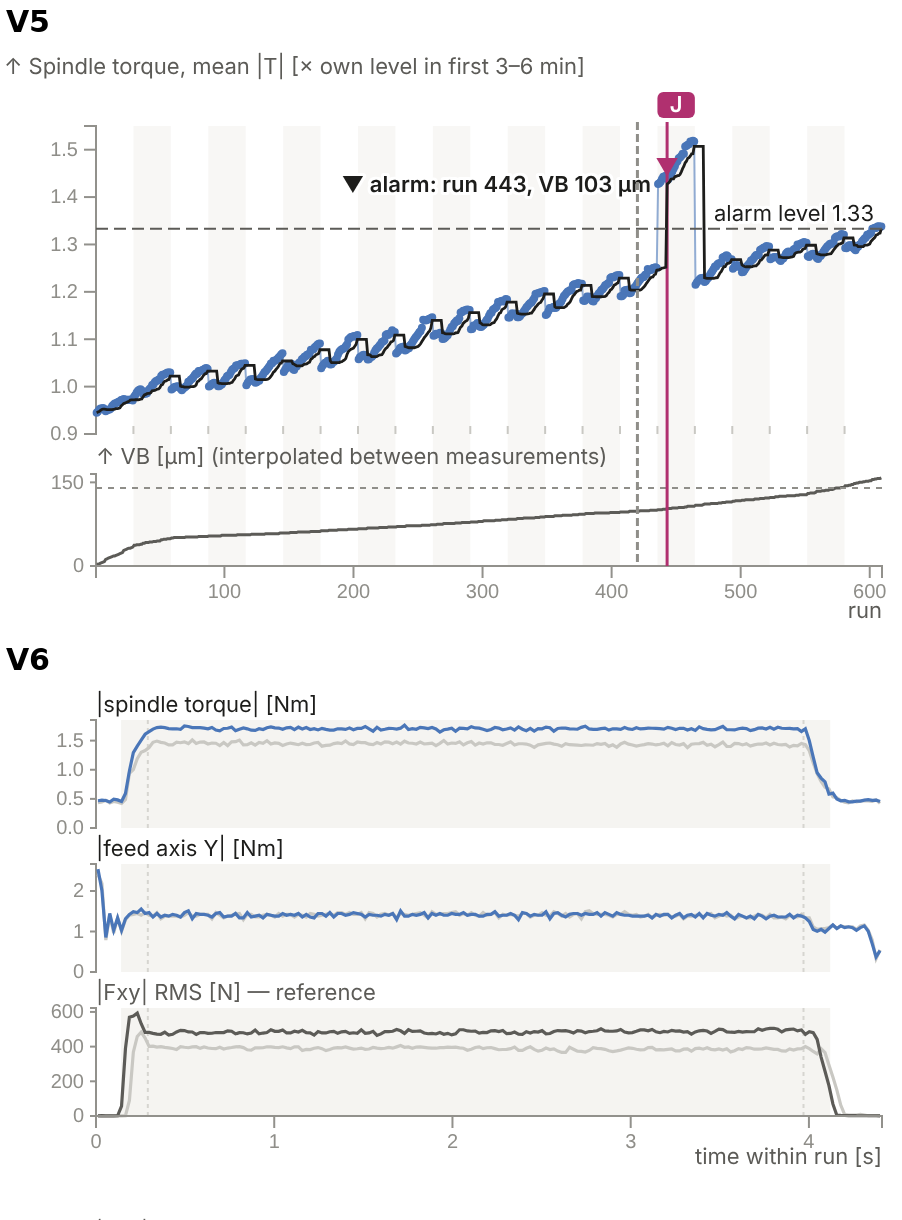 V5
↑ Spindle torque, mean |T| [× own level in first 3–6 min]
J
1.5
▼ alarm: run 443, VB 103 µm
1.4
alarm level 1.33
1.3
1.2
1.1
1.0
0.9
↑ VB [µm] (interpolated between measurements)
150
0
100 200 300 400 500 600
run
V6
|spindle torque| [Nm]
1.5
1.0
0.5
0.0
|feed axis Y| [Nm]
2
1
0
|Fxy| RMS [N] — reference
600
400
200
0
0 1 2 3 4
time within run [s]